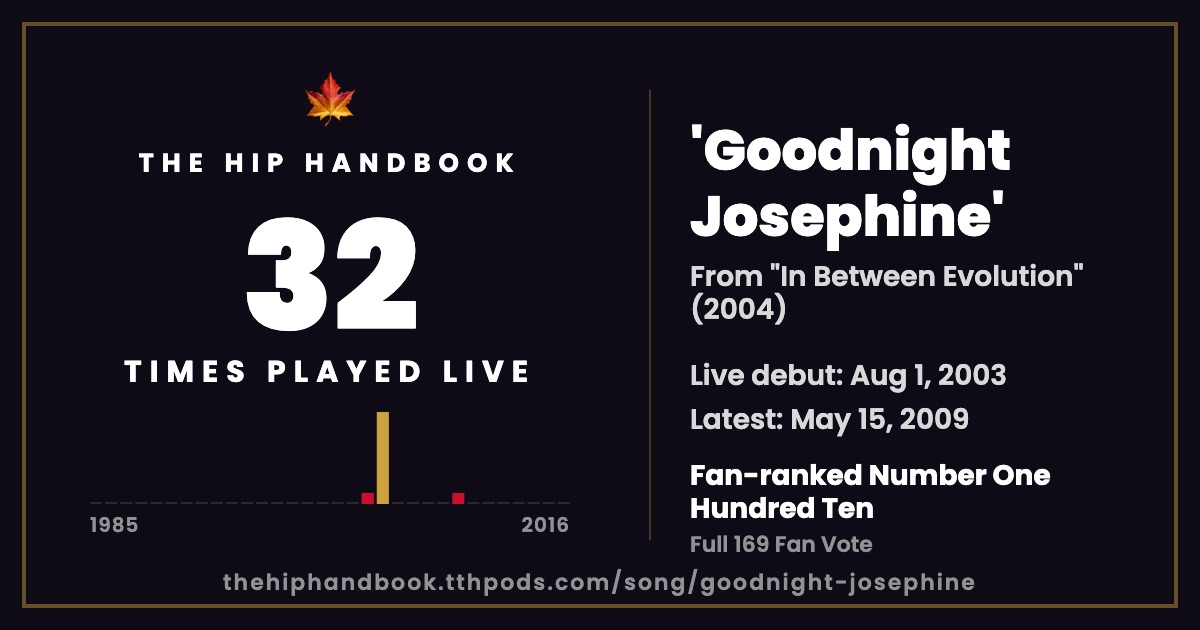 THE HIP HANDBOOK
32
TIMES PLAYED LIVE
1985
2016
'Goodnight
Josephine'
From "In Between Evolution"
(2004)
Live debut: Aug 1, 2003
Latest: May 15, 2009
Fan-ranked Number One
Hundred Ten
Full 169 Fan Vote
thehiphandbook.tthpods.com/song/goodnight-josephine